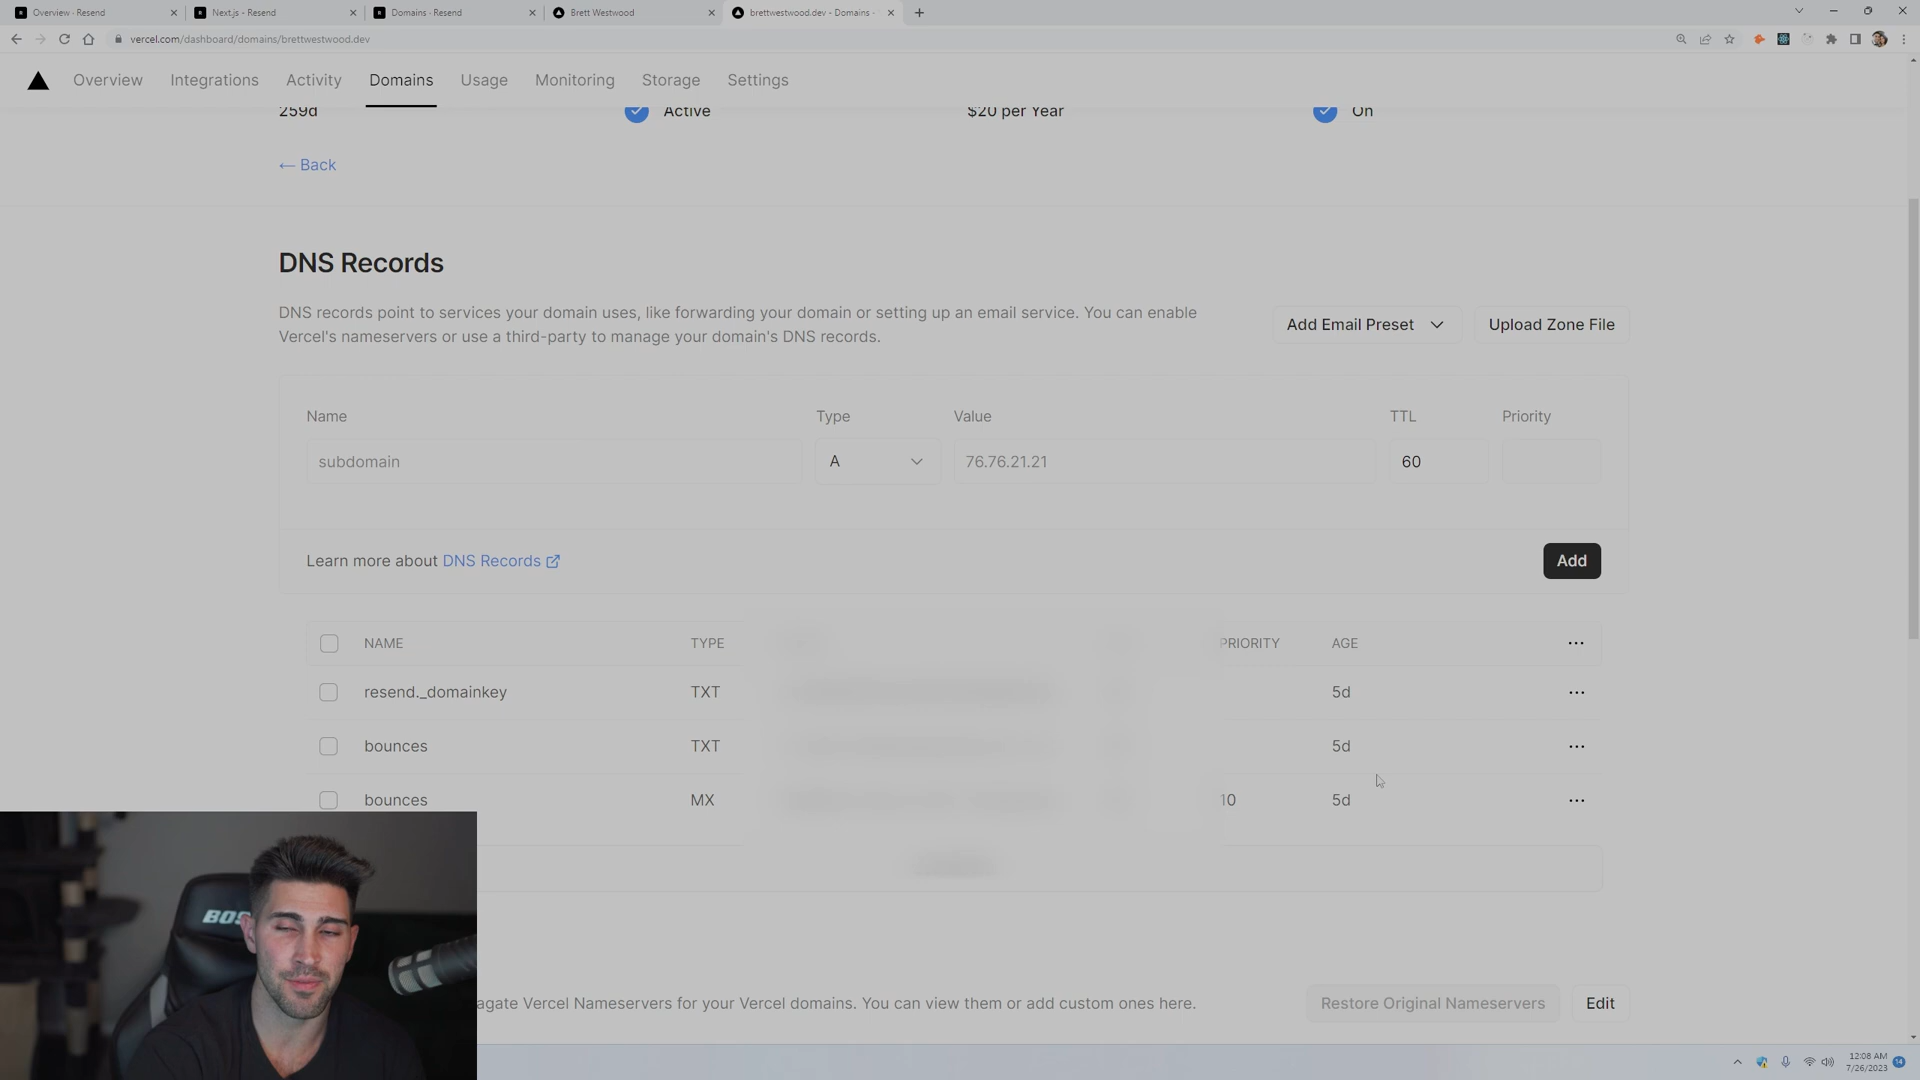 Overview · Resend
Next.js - Resend
Domains · Resend
Brett Westwood
brettwestwood.dev - Domains -
vercel.com/dashboard/domains/brettwestwood.dev
Overview
Integrations
Activity
Domains
Usage
Monitoring
Storage
Settings
259d
Active
$20 per Year
On
← Back
DNS Records
DNS records point to services your domain uses, like forwarding your domain or setting up an email service. You can enable
Vercel's nameservers or use a third-party to manage your domain's DNS records.
Add Email Preset
Upload Zone File
Name
Type
Value
TTL
Priority
subdomain
A
76.76.21.21
60
Learn more about DNS Records
Add
NAME
TYPE
PRIORITY
AGE
resend._domainkey
TXT
5d
bounces
TXT
5d
bounces
MX
10
5d
BOS
agate Vercel Nameservers for your Vercel domains. You can view them or add custom ones here.
Restore Original Nameservers
Edit
12:08 AM
7/26/2023
14